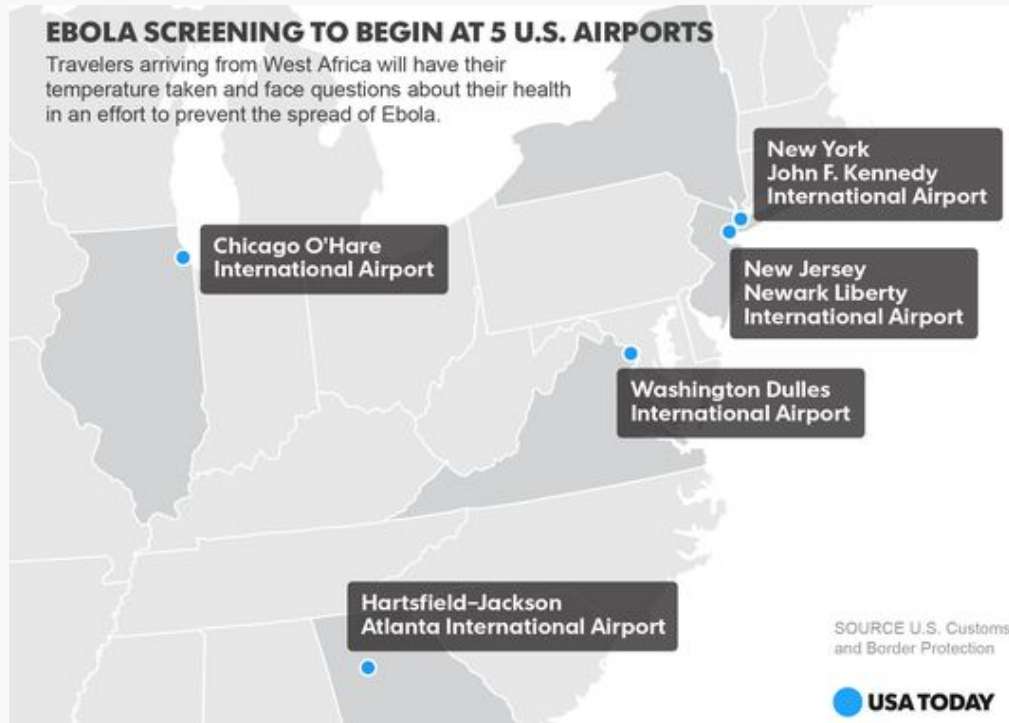 EBOLA SCREENING TO BEGIN AT 5 U.S. AIRPORTS
Travelers arriving from West Africa will have their
temperature taken and face questions about their health
in an effort to prevent the spread of Ebola.
New York
John F. Kennedy
International Airport
Chicago O'Hare
International Airport
New Jersey
Newark Liberty
International Airport
Washington Dulles
International Airport
Hartsfield–Jackson
Atlanta International Airport
SOURCE U.S. Customs
and Border Protection
USA TODAY